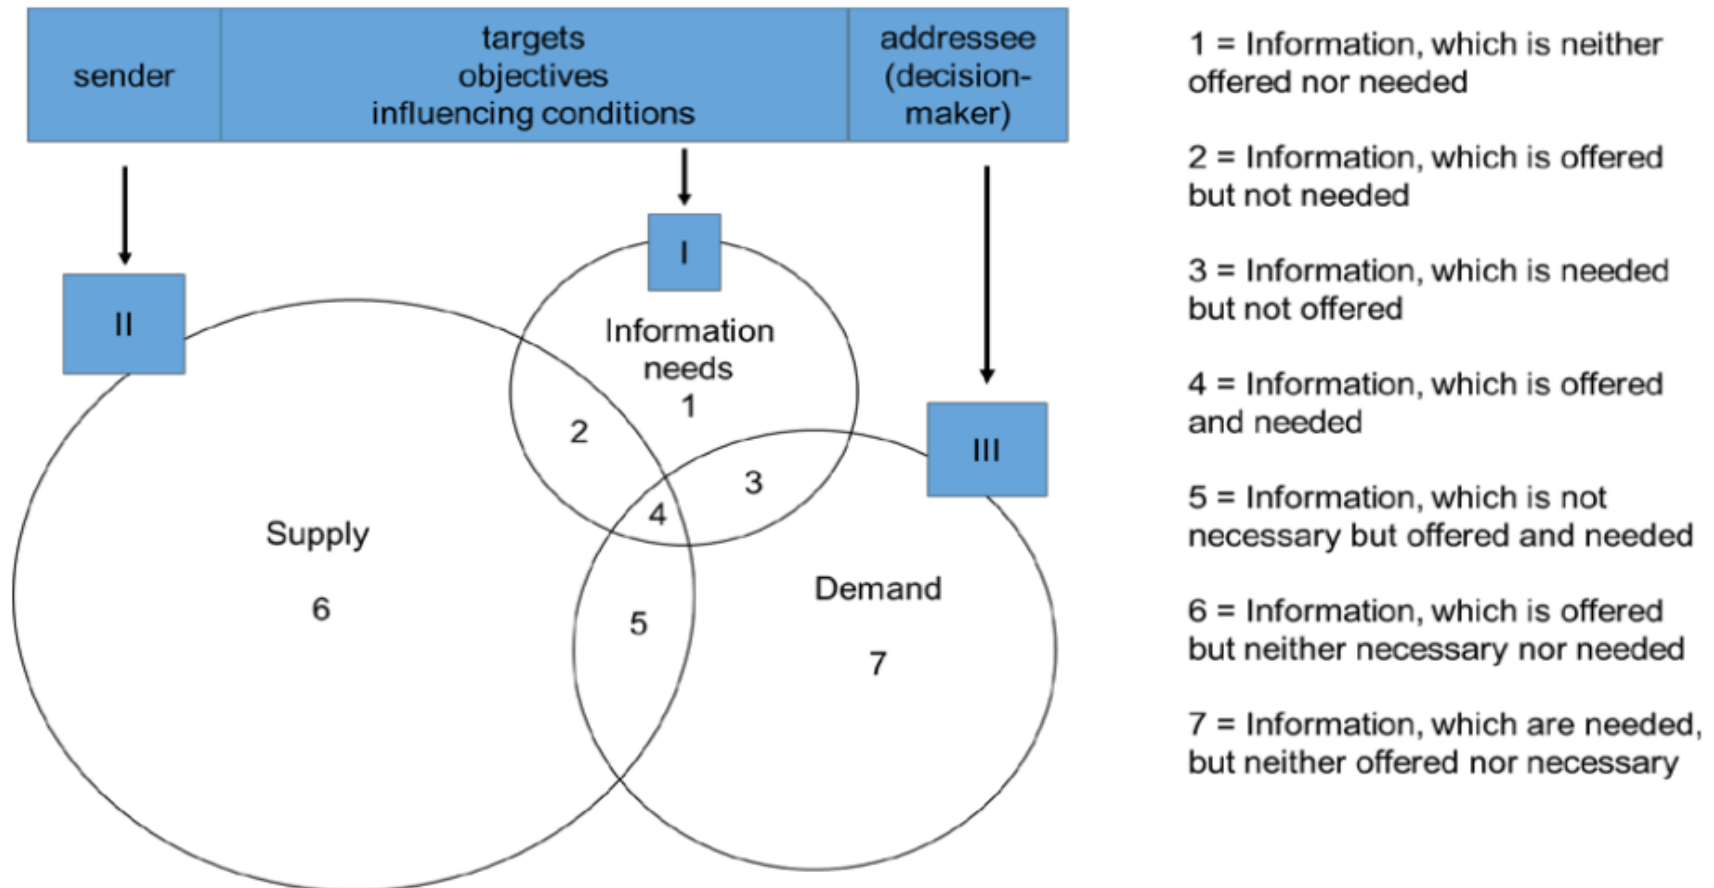 sender
targets
objectives
influencing conditions
addressee
(decision-
maker)
I
II
III
Information
needs
1
2
3
4
Supply
6
5
Demand
7
1 = Information, which is neither
offered nor needed
2 = Information, which is offered
but not needed
3 = Information, which is needed
but not offered
4 = Information, which is offered
and needed
5 = Information, which is not
necessary but offered and needed
6 = Information, which is offered
but neither necessary nor needed
7 = Information, which are needed,
but neither offered nor necessary